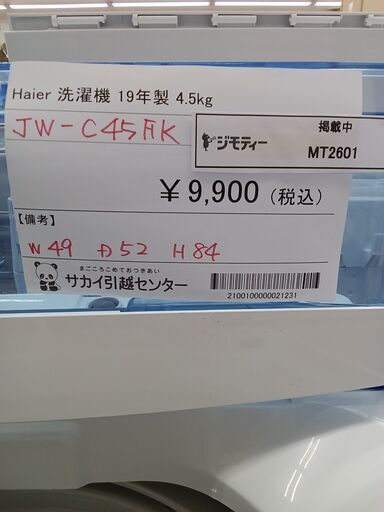 Haier 洗濯機 19年製 4.5kg
JW-C45FK
ジモティー
掲載中
MT2601
￥9,900（税込）
【備考】
W49 D52 H84
まごころこめておつきあい
サカイ引越センター
2100100000021231